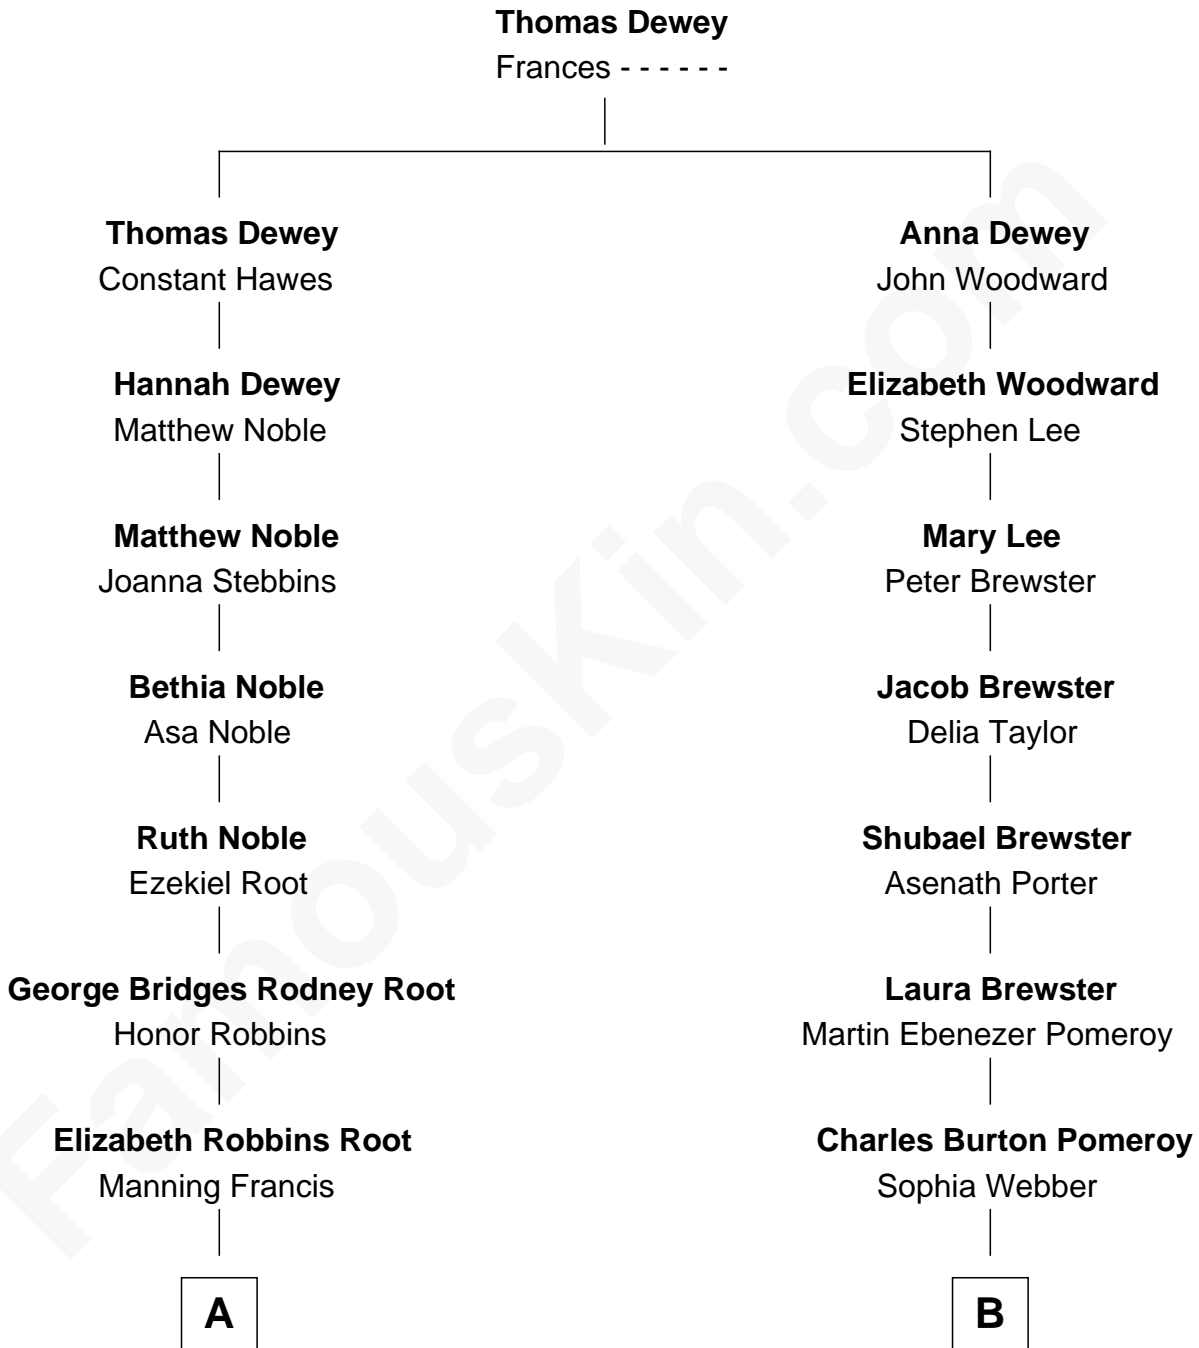 Thomas Dewey
Frances - - - - - -
Thomas Dewey
Constant Hawes
Hannah Dewey
Matthew Noble
Matthew Noble
Joanna Stebbins
Bethia Noble
Asa Noble
Ruth Noble
Ezekiel Root
George Bridges Rodney Root
Honor Robbins
Elizabeth Robbins Root
Manning Francis
A
Anna Dewey
John Woodward
Elizabeth Woodward
Stephen Lee
Mary Lee
Peter Brewster
Jacob Brewster
Delia Taylor
Shubael Brewster
Asenath Porter
Laura Brewster
Martin Ebenezer Pomeroy
Charles Burton Pomeroy
Sophia Webber
B
FamousKin.com